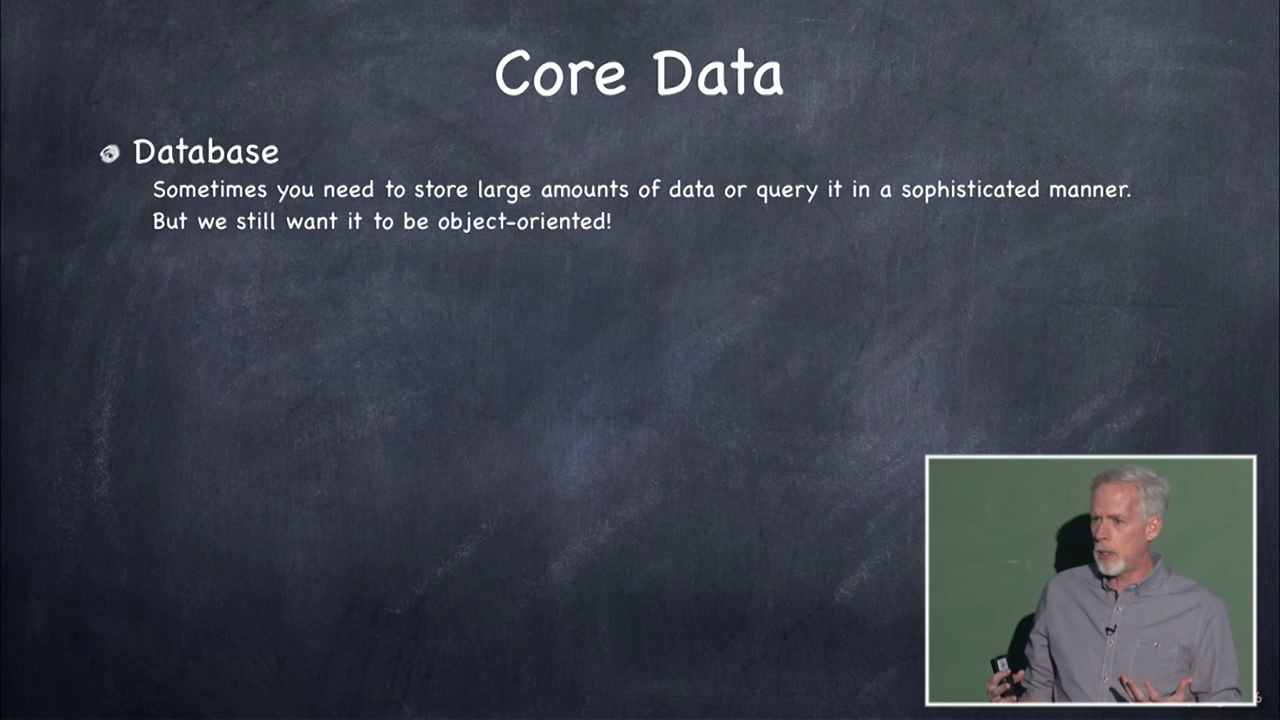 Core Data
Database
Sometimes you need to store large amounts of data or query it in a sophisticated manner.
But we still want it to be object-oriented!